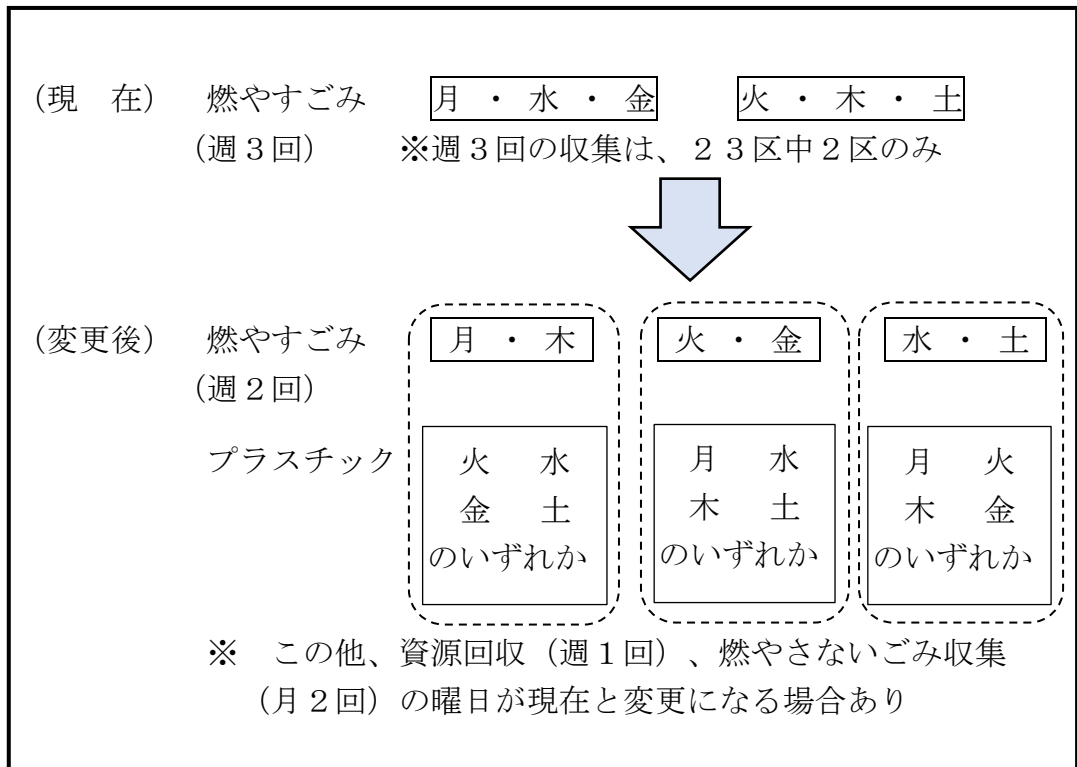 （現　在）　燃やすごみ　月 ・ 水 ・ 金　火 ・ 木 ・ 土
（週３回）　※週３回の収集は、２３区中２区のみ
（変更後）　燃やすごみ　月 ・ 木　火 ・ 金　水 ・ 土
（週２回）
プラスチック　火　水　月　水　月　火
金　土　木　土　木　金
のいずれか　のいずれか　のいずれか
※　この他、資源回収（週１回）、燃やさないごみ収集
（月２回）の曜日が現在と変更になる場合あり